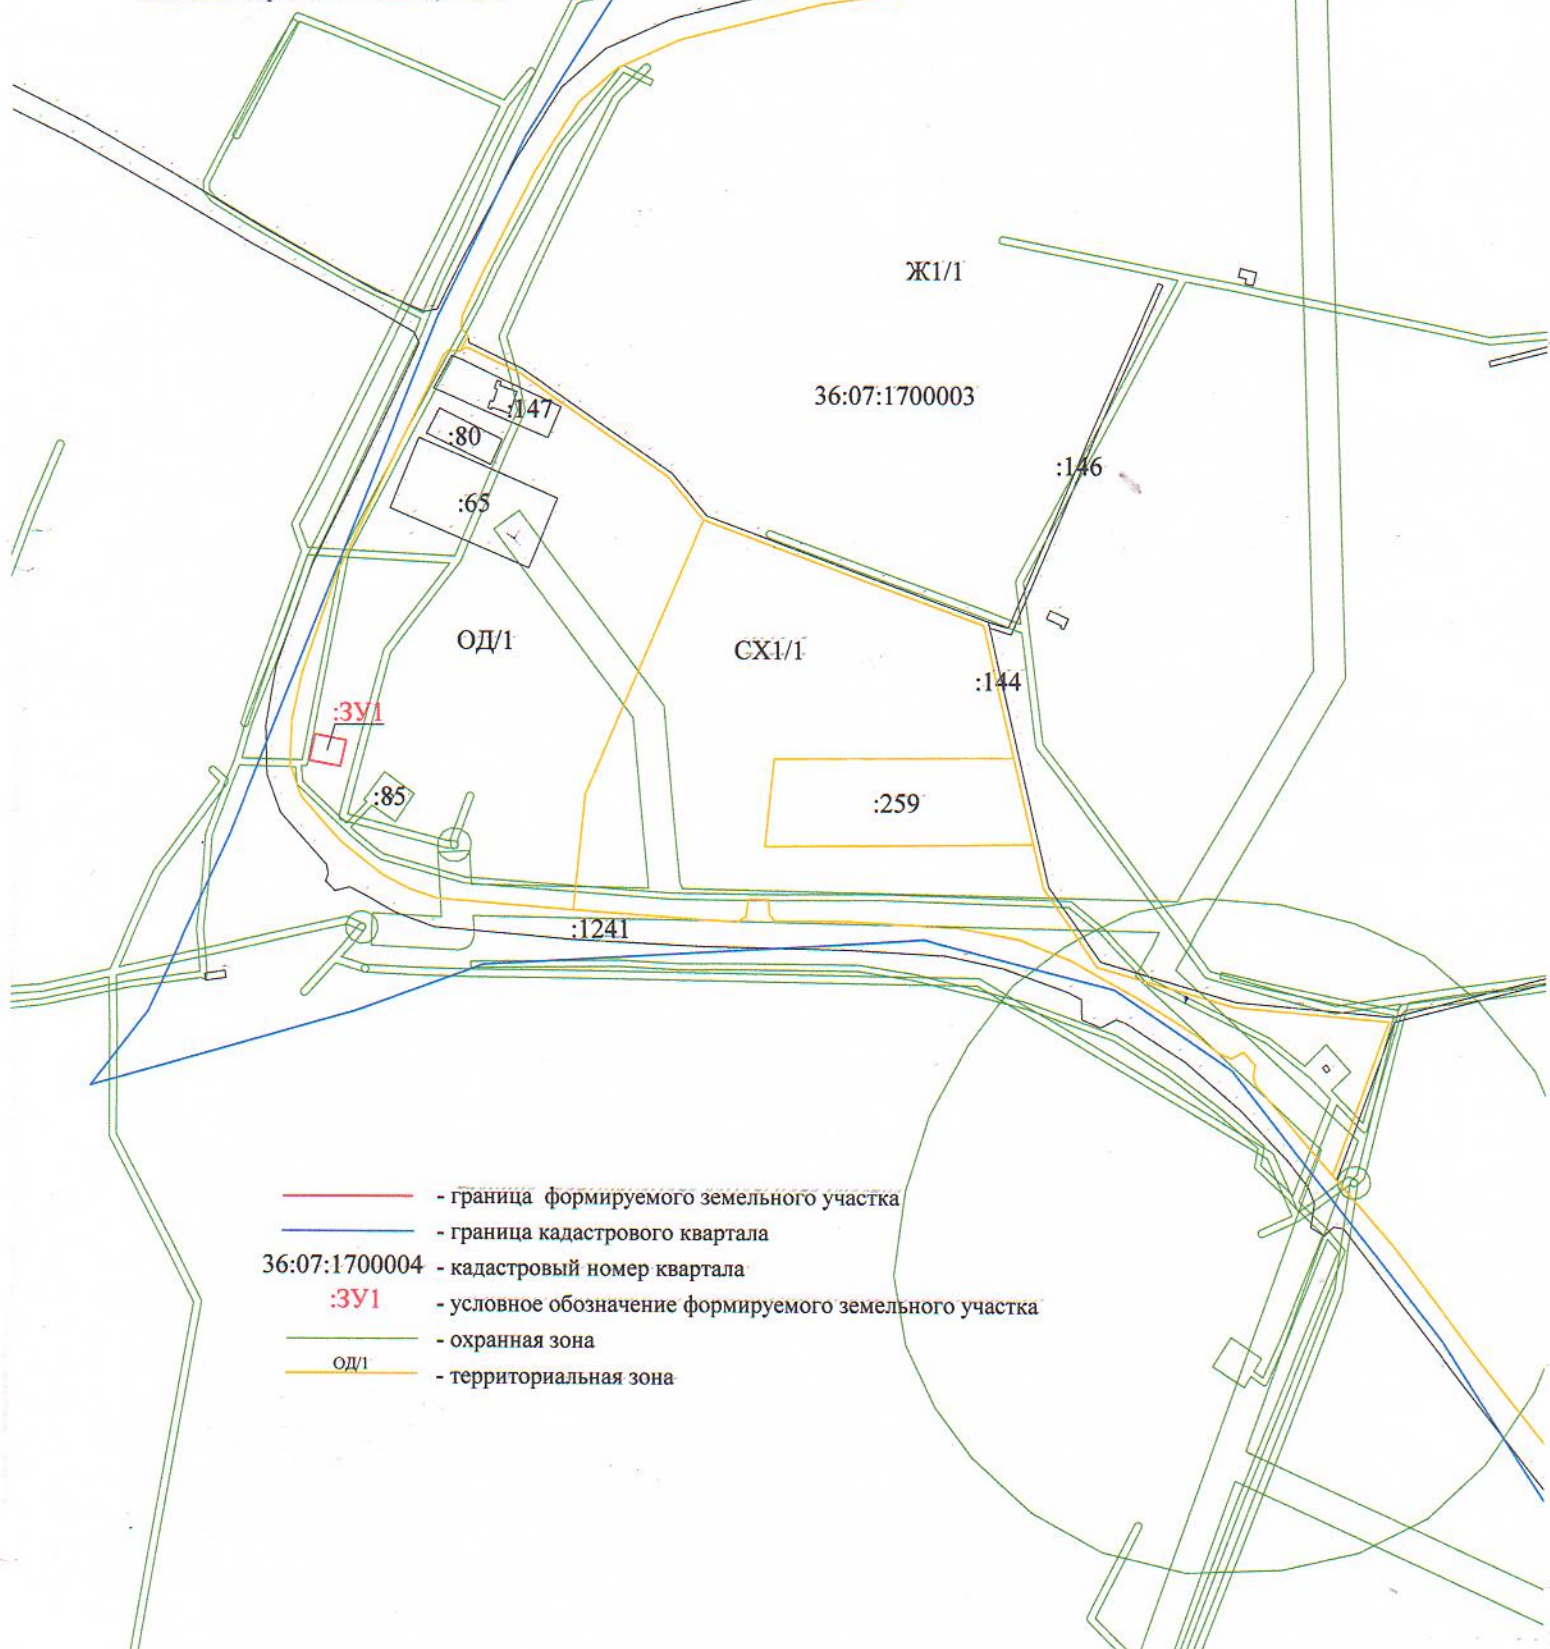 Ж1/1
36:07:1700003
:147
:80
:146
:65
ОД/1
СХ1/1
:144
:ЗУ1
:85
:259
:1241
- граница формируемого земельного участка
- граница кадастрового квартала
36:07:1700004 - кадастровый номер квартала
:ЗУ1 - условное обозначение формируемого земельного участка
- охранная зона
ОД/1
- территориальная зона